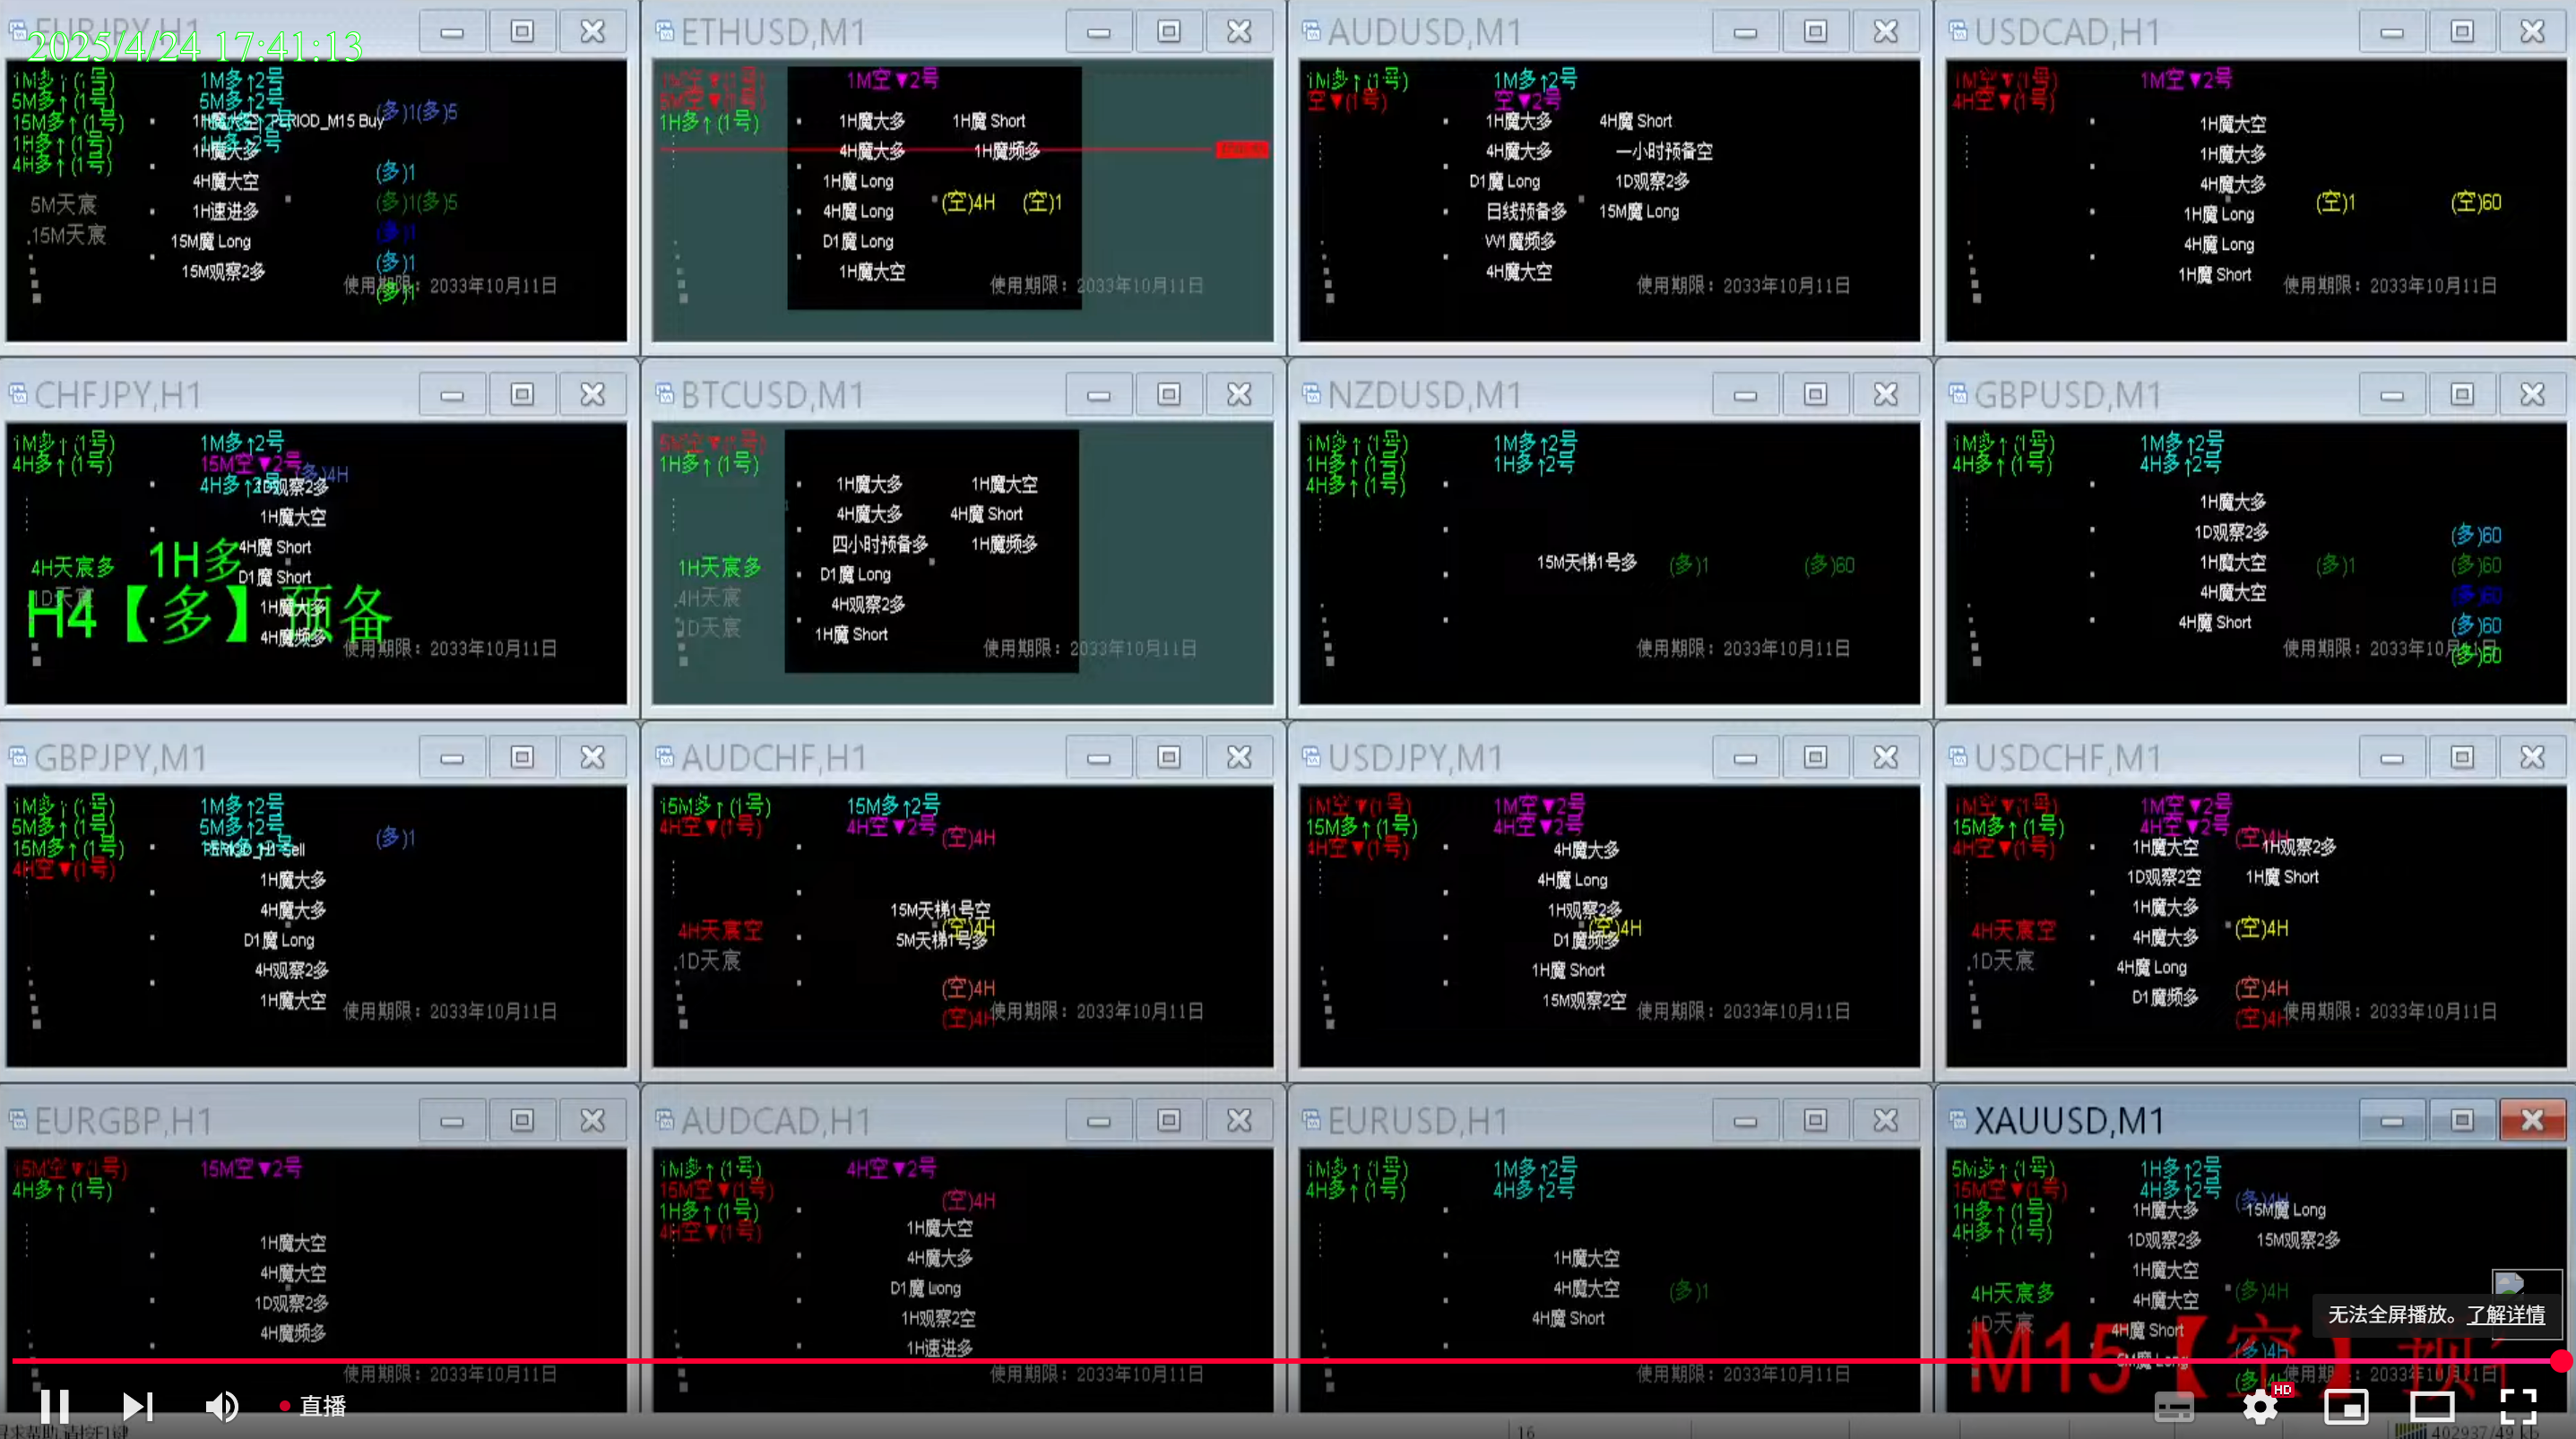 EURJPY,H1
2025/4/24 17:41:13
1M多↑(1号)
1M多↑2号
5M多↑(1号)
5M多↑2号
(多)1(多)5
15M多↑(1号)
PERIOD_M15 Buy
1H多↑(1号)
1H魔大多
4H多↑(1号)
(多)1
4H魔大空
5M天宸
1H速进多
(多)1(多)5
.15M天宸
15M魔 Long
(多)1
15M观察2多
(多)1
使用期限：2033年10月11日
(多)1
ETHUSD,M1
1M空▼(1号)
1M空▼2号
5M空▼(1号)
1H多↑(1号)
1H魔大多
1H魔 Short
4H魔大多
1H魔频多
1H魔 Long
4H魔 Long
(空)4H
(空)1
D1魔 Long
1H魔大空
使用期限：2033年10月11日
AUDUSD,M1
1M多↑(1号)
1M多↑2号
空▼(1号)
空▼2号
1H魔大多
4H魔 Short
4H魔大多
一小时预备空
D1魔 Long
1D观察2多
日线预备多
15M魔 Long
W1魔频多
4H魔大空
使用期限：2033年10月11日
USDCAD,H1
1M空▼(1号)
1M空▼2号
4H空▼(1号)
1H魔大空
1H魔大多
4H魔大多
(空)1
(空)60
1H魔 Long
4H魔 Long
1H魔 Short
使用期限：2033年10月11日
CHFJPY,H1
1M多↑(1号)
1M多↑2号
4H多↑(1号)
15M空▼2号
(多)4H
4H多↑2号
1D观察2多
1H魔大空
4H魔 Short
1H多
4H天宸多
D1魔 Short
1D天宸
1H魔大多
H4【多】预备
4H魔频多
使用期限：2033年10月11日
BTCUSD,M1
5M空▼(1号)
1H多↑(1号)
1H魔大多
1H魔大空
4H魔大多
4H魔 Short
四小时预备多
1H魔频多
1H天宸多
D1魔 Long
.4H天宸
4H观察2多
1D天宸
1H魔 Short
使用期限：2033年10月11日
NZDUSD,M1
1M多↑(1号)
1M多↑2号
1H多↑(1号)
1H多↑2号
4H多↑(1号)
15M天梯1号多
(多)1
(多)60
使用期限：2033年10月11日
GBPUSD,M1
1M多↑(1号)
1M多↑2号
4H多↑(1号)
4H多↑2号
1H魔大多
1D观察2多
(多)60
1H魔大空
(多)1
(多)60
4H魔大空
(多)60
4H魔 Short
(多)60
使用期限：2033年10月11日
(多)60
GBPJPY,M1
1M多↑(1号)
1M多↑2号
5M多↑(1号)
5M多↑2号
(多)1
15M多↑(1号)
PERIOD_H1 Sell
4H空▼(1号)
1H魔大多
4H魔大多
D1魔 Long
4H观察2多
1H魔大空
使用期限：2033年10月11日
AUDCHF,H1
15M多↑(1号)
15M多↑2号
4H空▼(1号)
4H空▼2号
(空)4H
15M天梯1号空
4H天宸空
(空)4H
5M天梯1号多
.1D天宸
(空)4H
(空)4H
使用期限：2033年10月11日
USDJPY,M1
1M空▼(1号)
1M空▼2号
15M多↑(1号)
4H空▼2号
4H空▼(1号)
4H魔大多
4H魔 Long
1H观察2多
(空)4H
D1魔频多
1H魔 Short
15M观察2空
使用期限：2033年10月11日
USDCHF,M1
1M空▼(1号)
1M空▼2号
15M多↑(1号)
4H空▼2号
(空)4H
4H空▼(1号)
1H魔大空
1H观察2多
1D观察2空
1H魔 Short
1H魔大多
4H天宸空
4H魔大多
(空)4H
.1D天宸
4H魔 Long
D1魔频多
(空)4H
(空)4H
使用期限：2033年10月11日
EURGBP,H1
15M空▼(1号)
15M空▼2号
4H多↑(1号)
1H魔大空
4H魔大空
1D观察2多
4H魔频多
使用期限：2033年10月11日
AUDCAD,H1
1M多↑(1号)
4H空▼2号
15M空▼(1号)
(空)4H
1H多↑(1号)
4H空▼(1号)
1H魔大空
4H魔大多
D1魔 Long
1H观察2空
1H速进多
使用期限：2033年10月11日
EURUSD,H1
1M多↑(1号)
1M多↑2号
4H多↑(1号)
4H多↑2号
1H魔大空
4H魔大空
(多)1
4H魔 Short
使用期限：2033年10月11日
XAUUSD,M1
5M多↑(1号)
1H多↑2号
15M空▼(1号)
4H多↑2号
(多)4H
1H多↑(1号)
1H魔大多
15M魔 Long
4H多↑(1号)
1D观察2多
15M观察2多
1H魔大空
4H天宸多
4H魔大空
(多)4H
1D天宸
4H魔 Short
无法全屏播放。了解详情
M15【空】预
(多)4H
使用期限：2033年10月11日
直播
HD
16
402937/49 kb